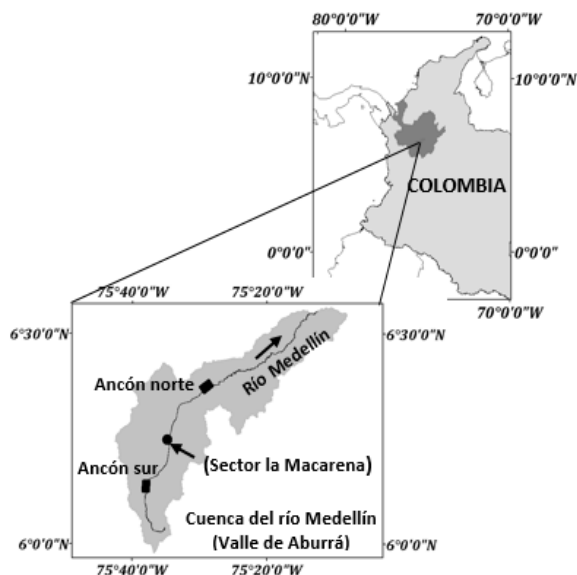 80°0'0"W
70°0'0"W
10°0'0"N
10°0'0"N
COLOMBIA
0°0'0"N
0°0'0"N
70°0'0"W
75°40'0"W
75°20'0"W
6°30'0"N
6°30'0"N
Río Medellín
Ancón norte
(Sector la Macarena)
Ancón sur
Cuenca del río Medellín
(Valle de Aburrá)
6°0'0"N
6°0'0"N
75°40'0"W
75°20'0"W